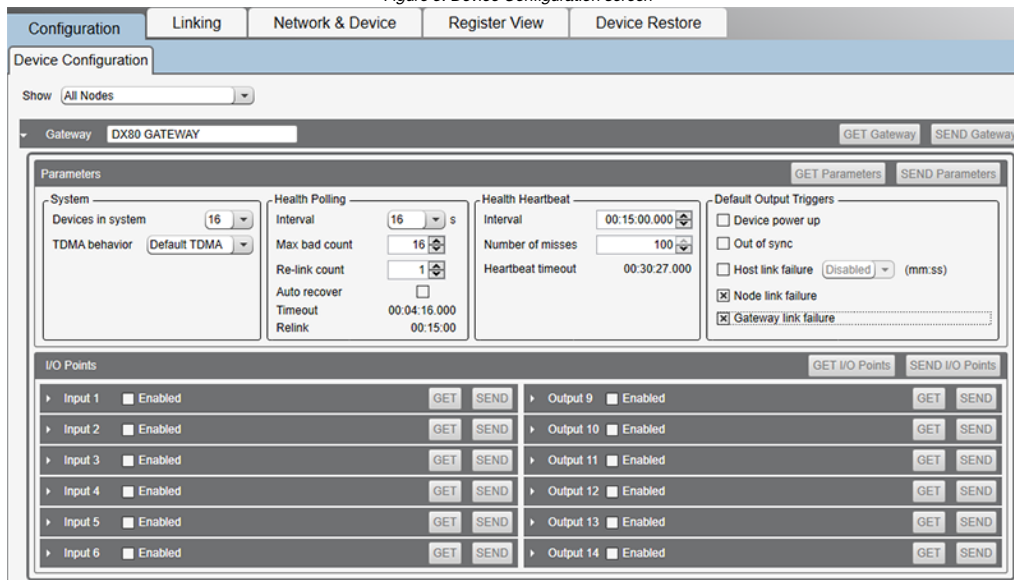 Configuration Linking Network & Device Register View Device Restore
Device Configuration
Show All Nodes
Gateway DX80 GATEWAY GET Gateway SEND Gateway
Parameters GET Parameters SEND Parameters
System
Devices in system 16
TDMA behavior Default TDMA
Health Polling
Interval 16 s
Max bad count 16
Re-link count 1
Auto recover
Timeout 00:04:16.000
Relink 00:15:00
Health Heartbeat
Interval 00:15:00.000
Number of misses 100
Heartbeat timeout 00:30:27.000
Default Output Triggers
Device power up
Out of sync
Host link failure Disabled (mm:ss)
Node link failure
Gateway link failure
I/O Points GET I/O Points SEND I/O Points
Input 1 Enabled GET SEND Output 9 Enabled GET SEND
Input 2 Enabled GET SEND Output 10 Enabled GET SEND
Input 3 Enabled GET SEND Output 11 Enabled GET SEND
Input 4 Enabled GET SEND Output 12 Enabled GET SEND
Input 5 Enabled GET SEND Output 13 Enabled GET SEND
Input 6 Enabled GET SEND Output 14 Enabled GET SEND